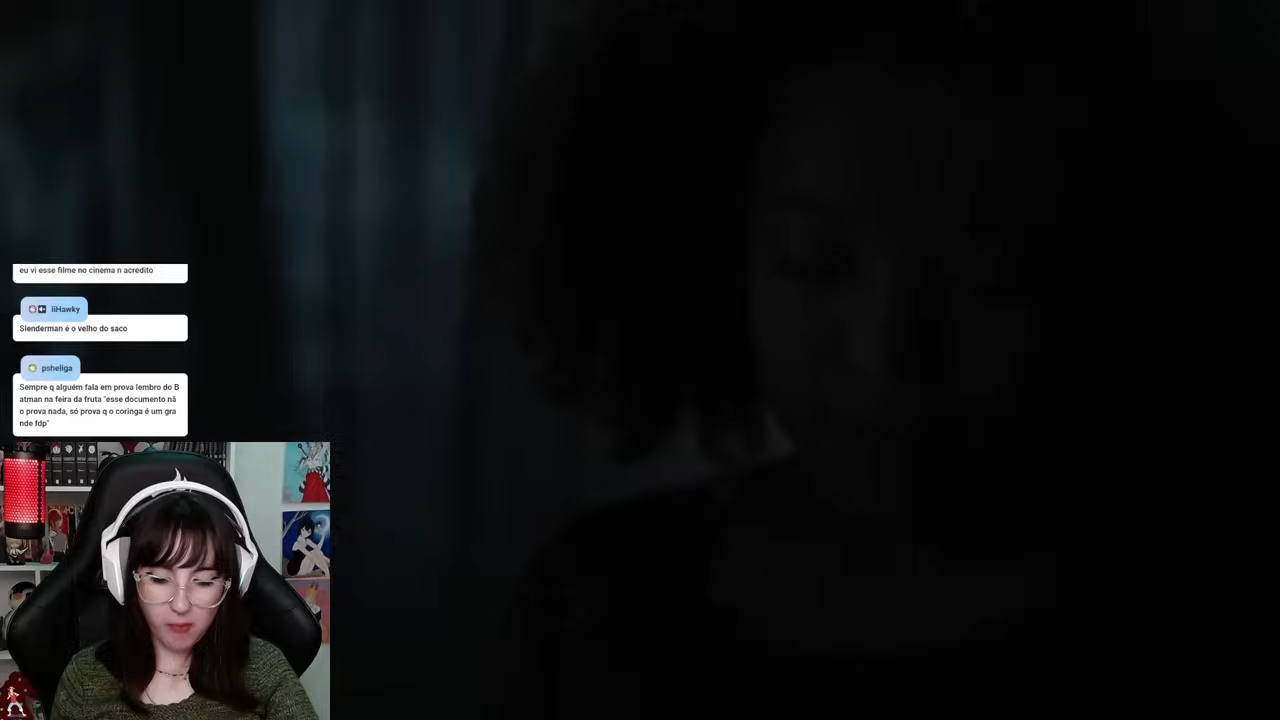 eu vi esse filme no cinema n acredito
iiHawky
Slenderman é o velho do saco
psheliga
Sempre q alguém fala em prova lembro do B
atman na feira da fruta "esse documento nã
o prova nada, só prova q o coringa é um gra
nde fdp"